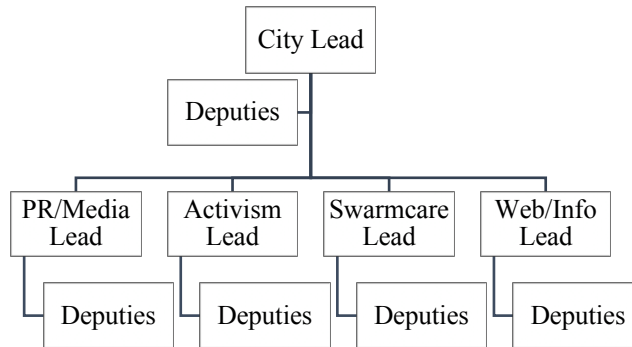 City Lead
Deputies
PR/Media
Lead
Activism
Lead
Swarmcare
Lead
Web/Info
Lead
Deputies
Deputies
Deputies
Deputies